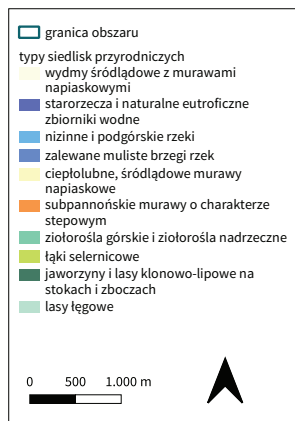 granica obszaru
typy siedlisk przyrodniczych
wydmy śródlądowe z murawami
napiaskowymi
starorzecza i naturalne eutroficzne
zbiorniki wodne
nizinne i podgórskie rzeki
zalewane muliste brzegi rzek
ciepłolubne, śródlądowe murawy
napiaskowe
subpannońskie murawy o charakterze
stepowym
ziołorośla górskie i ziołorośla nadrzeczne
łąki selernicowe
jaworzyny i lasy klonowo-lipowe na
stokach i zboczach
lasy łęgowe
0 500 1.000 m